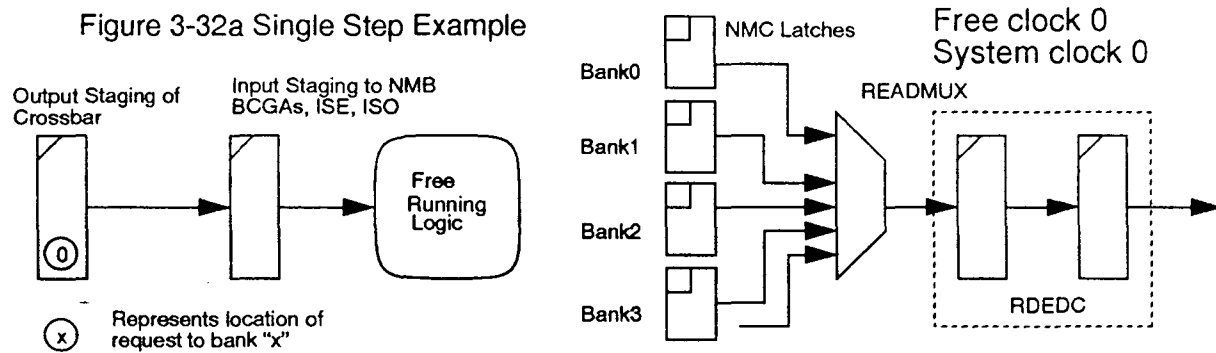 Figure 3-32a Single Step Example
Output Staging of
Crossbar
Input Staging to NMB
BCGAs, ISE, ISO
Free
Running
Logic
0
x
Represents location of
request to bank “x”
Bank0
Bank1
Bank2
Bank3
NMC Latches
READMUX
Free clock 0
System clock 0
RDEDC